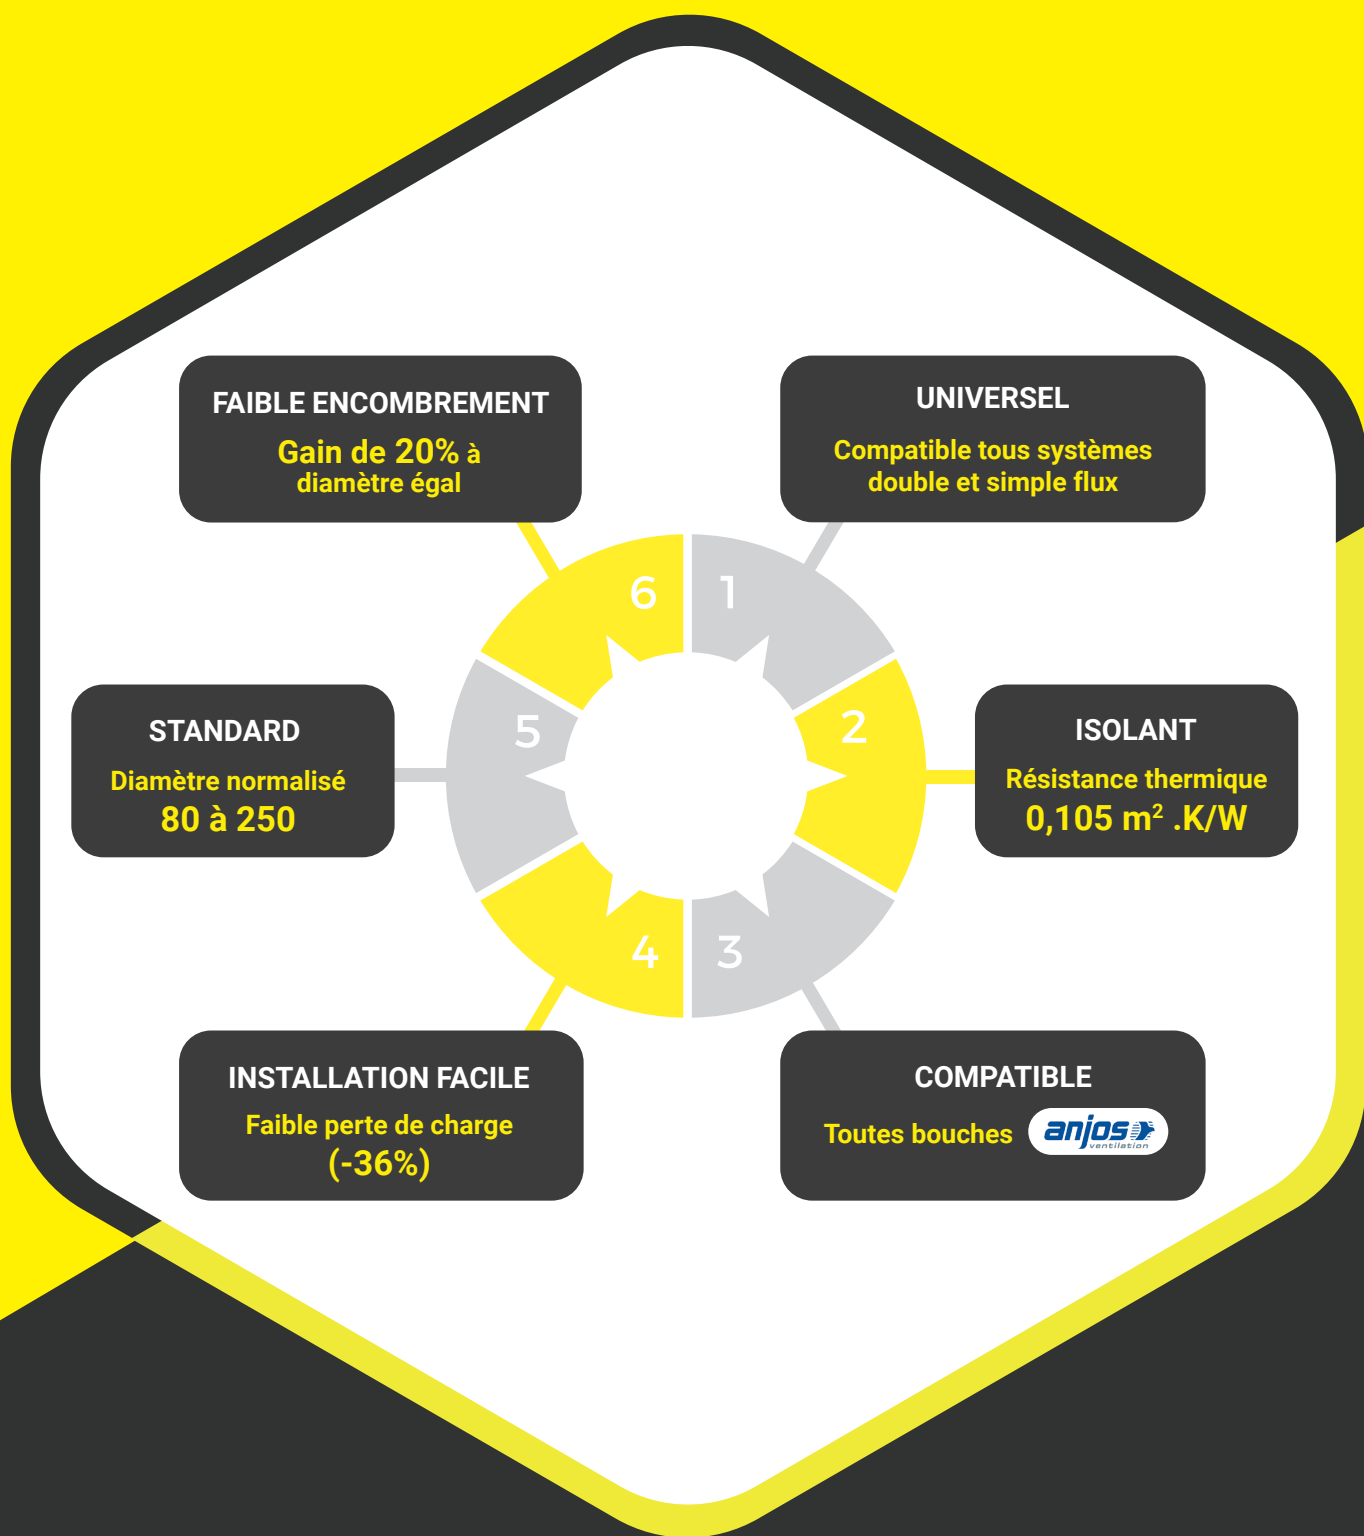 FAIBLE ENCOMBREMENT
Gain de 20% à
diamètre égal
UNIVERSEL
Compatible tous systèmes
double et simple flux
6
1
5
2
STANDARD
Diamètre normalisé
80 à 250
ISOLANT
Résistance thermique
0,105 m² .K/W
4
3
INSTALLATION FACILE
Faible perte de charge
(-36%)
COMPATIBLE
Toutes bouches anjos
ventilation